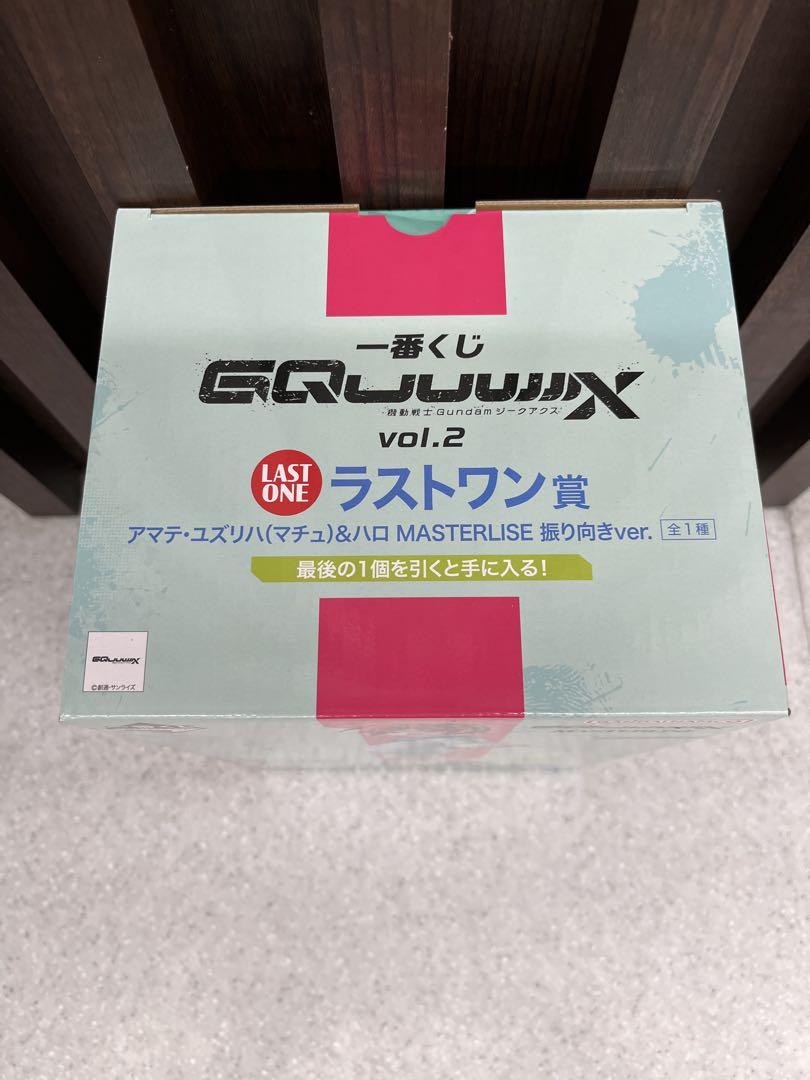 一番くじ
GQuuuuuuX
機動戦士Gundamジークアクス
vol.2
LAST
ONE
ラストワン賞
アマテ・ユズリハ(マチュ)&ハロ MASTERLISE 振り向きver. 全1種
最後の1個を引くと手に入る!
GQuuuuuuX
©創通・サンライズ